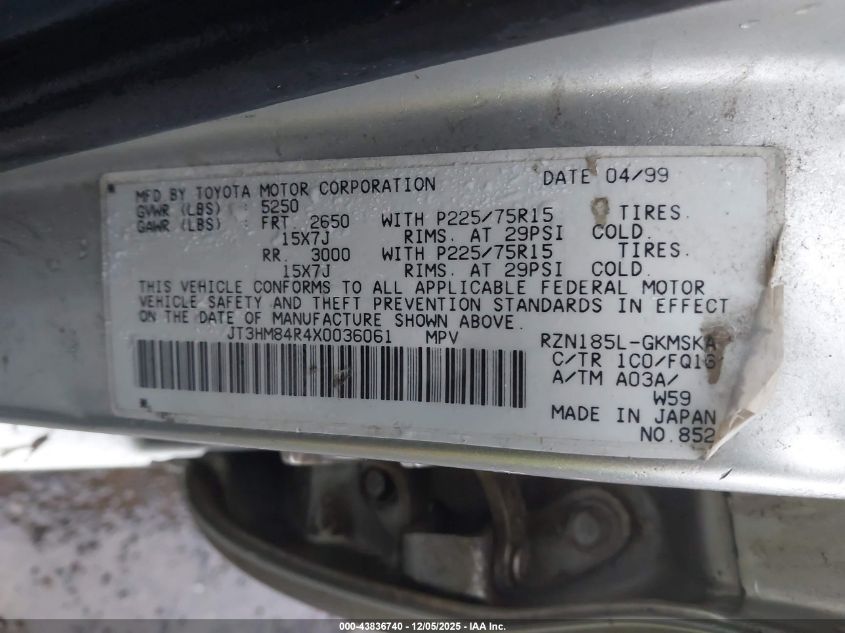 MFD BY TOYOTA MOTOR CORPORATION DATE 04/99
GVWR (LBS) : 5250
GAWR (LBS) : FRT. 2650 WITH P225/75R15 TIRES.
15X7J RIMS. AT 29PSI COLD.
RR. 3000 WITH P225/75R15 TIRES.
15X7J RIMS. AT 29PSI COLD.
THIS VEHICLE CONFORMS TO ALL APPLICABLE FEDERAL MOTOR
VEHICLE SAFETY AND THEFT PREVENTION STANDARDS IN EFFECT
ON THE DATE OF MANUFACTURE SHOWN ABOVE.
JT3HM84R4X0036061 MPV RZN185L-GKMSKA
C/TR 1C0/FQ16
A/TM A03A/
W59
MADE IN JAPAN
NO.852
000-43836740 • 12/05/2025 • IAA Inc.